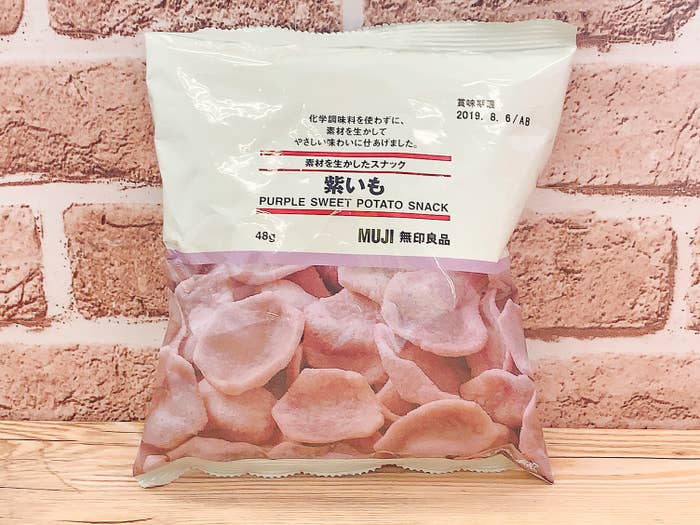 賞味期限
2019. 8. 6/AB
化学調味料を使わずに、
素材を生かして
やさしい味わいに仕あげました。
素材を生かしたスナック
紫いも
PURPLE SWEET POTATO SNACK
48g
MUJI 無印良品